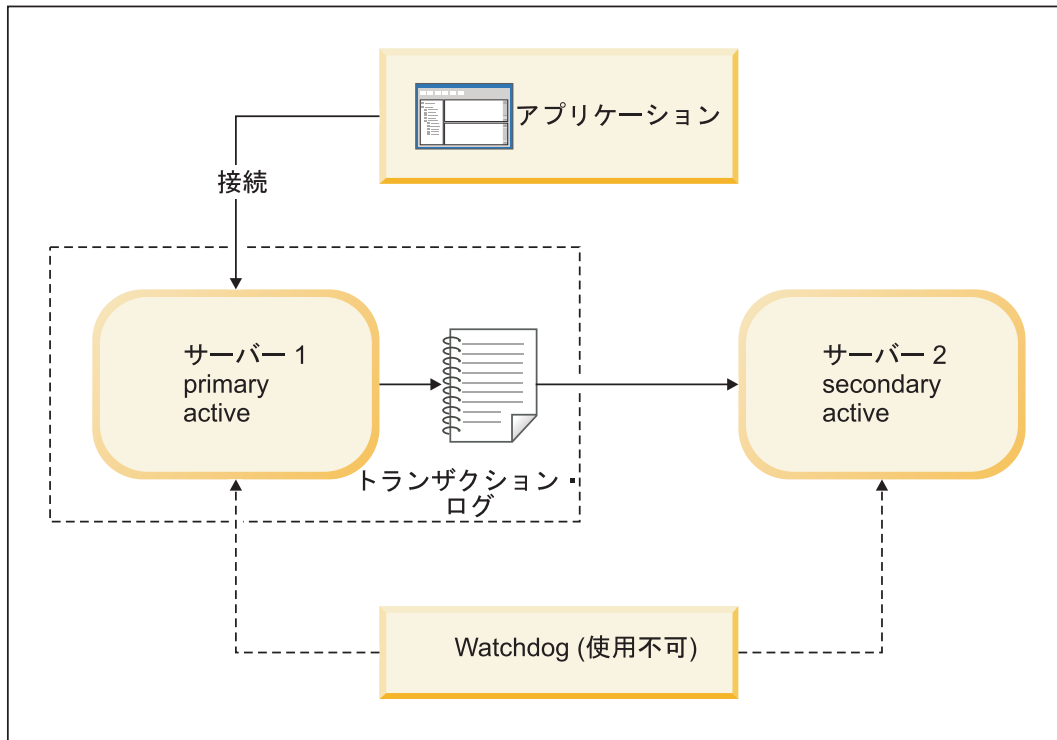 アプリケーション
接続
サーバー 1
primary
active
トランザクション・
ログ
サーバー 2
secondary
active
Watchdog (使用不可)